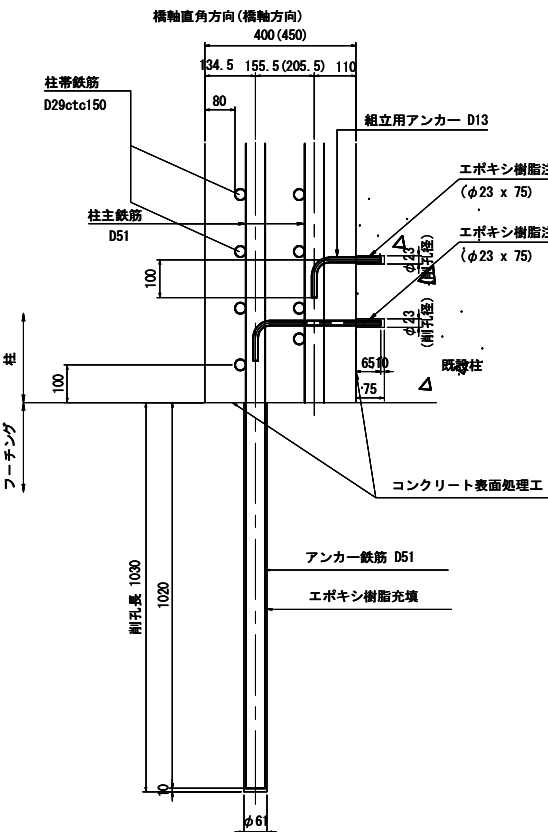 橋軸直角方向(橋軸方向)
400(450)
134.5 155.5(205.5) 110
柱帯鉄筋
D29ctc150
80
組立用アンカー D13
エポキシ樹脂注
(φ23 x 75)
柱主鉄筋
D51
エポキシ樹脂注
(φ23 x 75)
100
φ23
(削孔径)
φ23
(削孔径)
柱
100
6510
既設柱
75
フーチング
コンクリート表面処理工
削孔長 1030
1020
アンカー鉄筋 D51
エポキシ樹脂充填
10
φ61